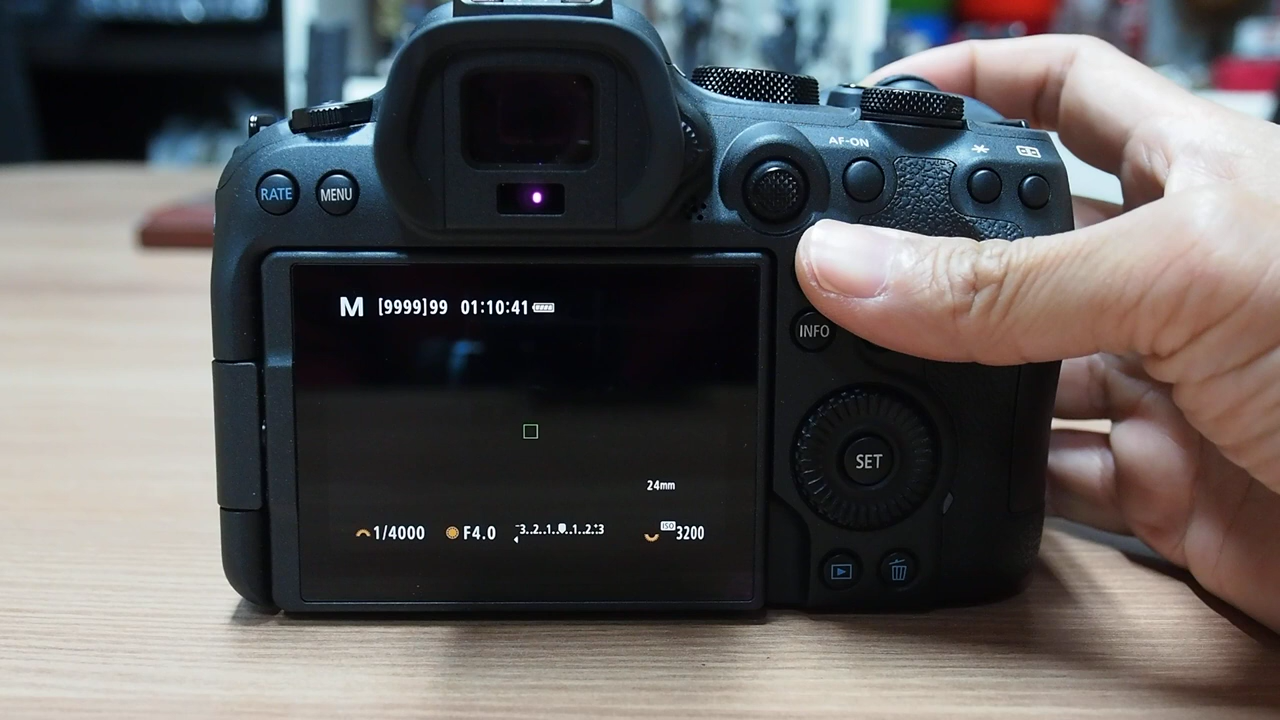 AF-ON
RATE MENU
M [9999]99 01:10:41
INFO
SET
24mm
1/4000 F4.0 -3..2..1..▼..1..2..+3 ISO 3200